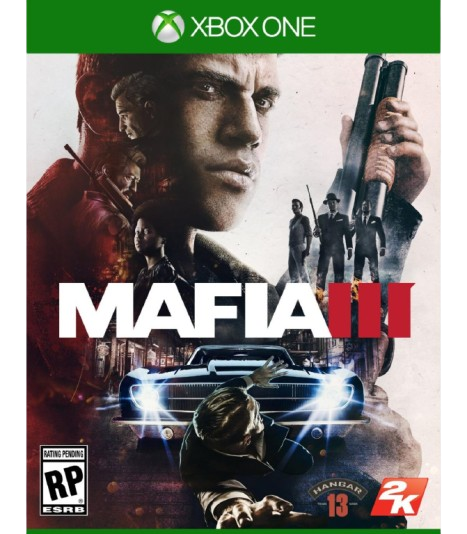 XBOX ONE
MAFIA III
RATING PENDING
RP
ESRB
HANGAR
13
2K